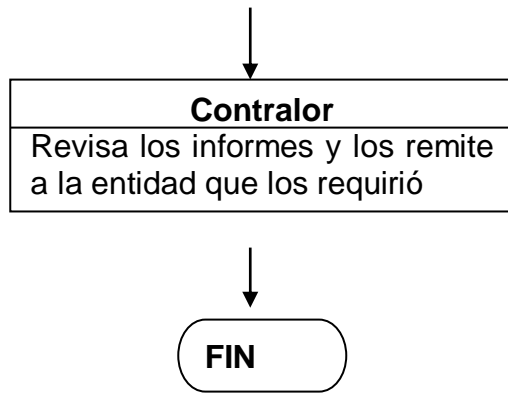 Contralor
Revisa los informes y los remite
a la entidad que los requirió
FIN